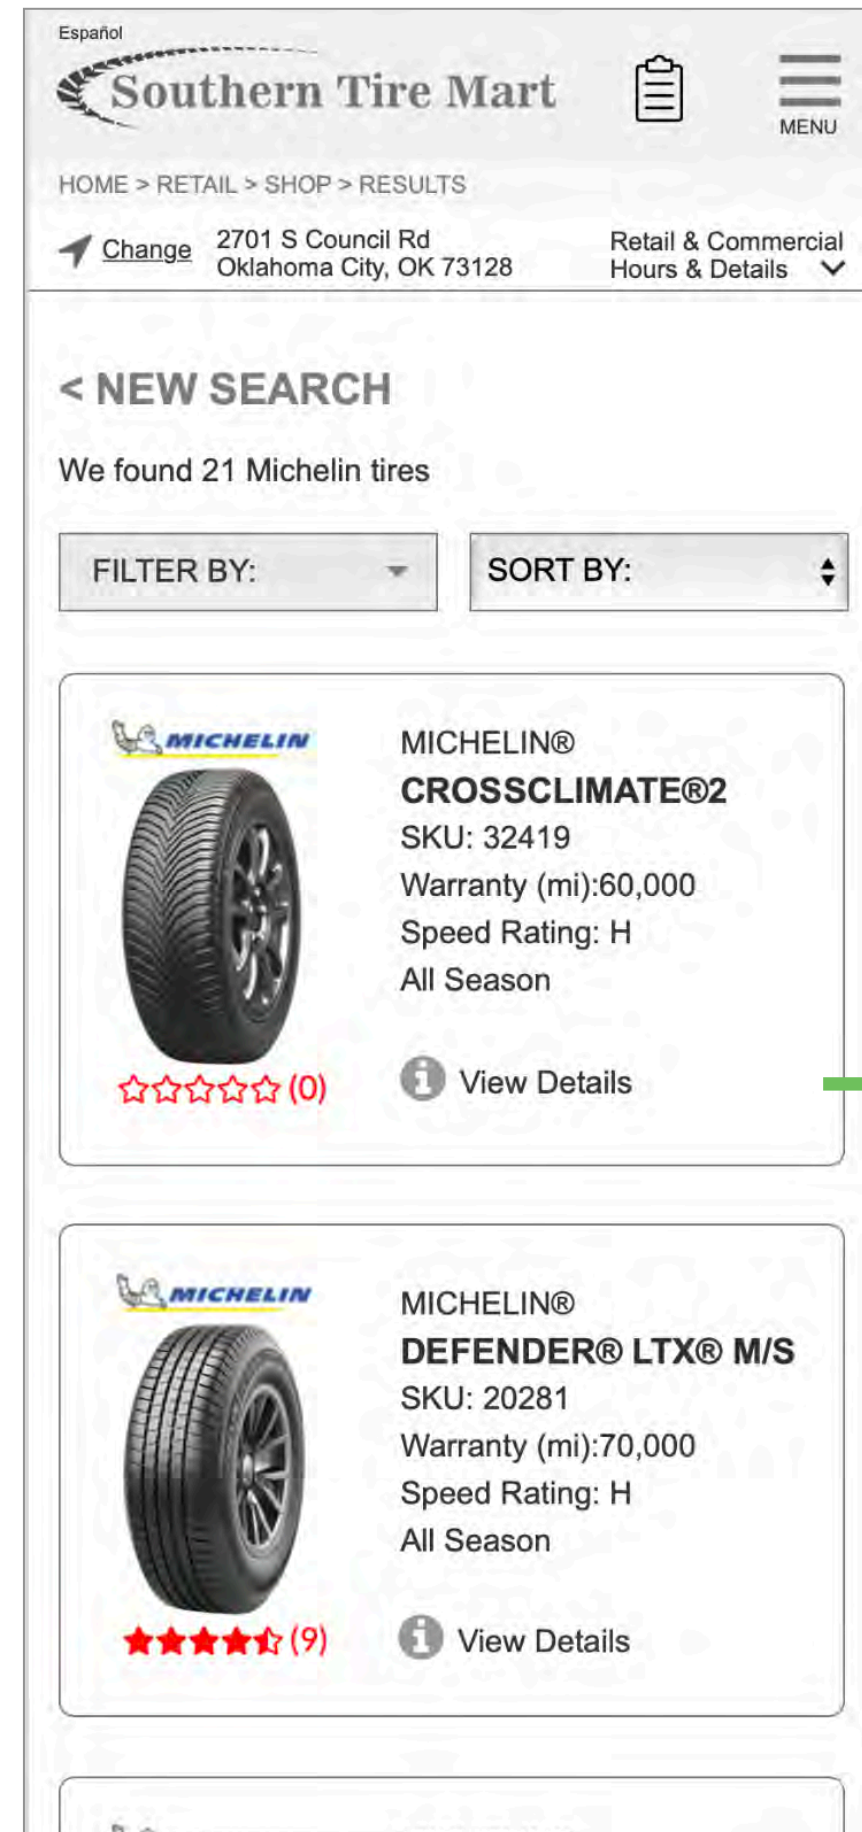 Español
Southern Tire Mart
MENU
HOME > RETAIL > SHOP > RESULTS
Change
2701 S Council Rd
Oklahoma City, OK 73128
Retail & Commercial
Hours & Details
< NEW SEARCH
We found 21 Michelin tires
FILTER BY:
SORT BY:
MICHELIN
MICHELIN®
CROSSCLIMATE®2
SKU: 32419
Warranty (mi):60,000
Speed Rating: H
All Season
(0)
View Details
MICHELIN
MICHELIN®
DEFENDER® LTX® M/S
SKU: 20281
Warranty (mi):70,000
Speed Rating: H
All Season
(9)
View Details